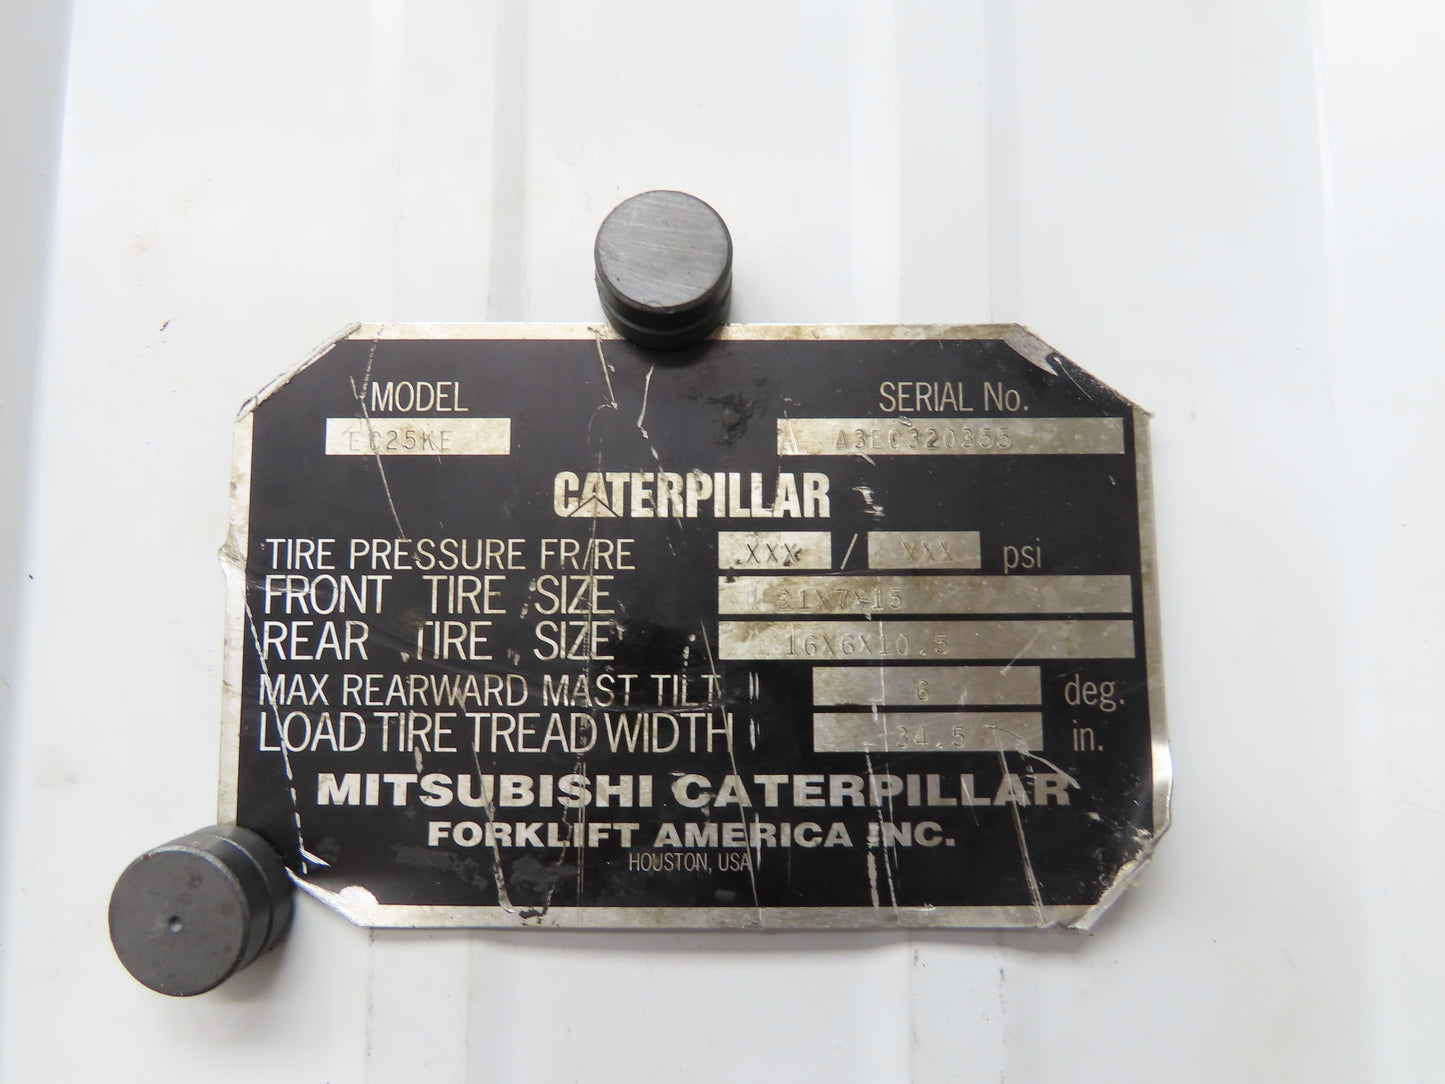 MODEL SERIAL No.
EC25KE A3EC320355
CATERPILLAR
TIRE PRESSURE FR/RE XXX / XXX psi
FRONT TIRE SIZE 21X7X15
REAR TIRE SIZE 16X6X10.5
MAX REARWARD MAST TILT 6 deg.
LOAD TIRE TREAD WIDTH 34.5 in.
MITSUBISHI CATERPILLAR
FORKLIFT AMERICA INC.
HOUSTON, USA